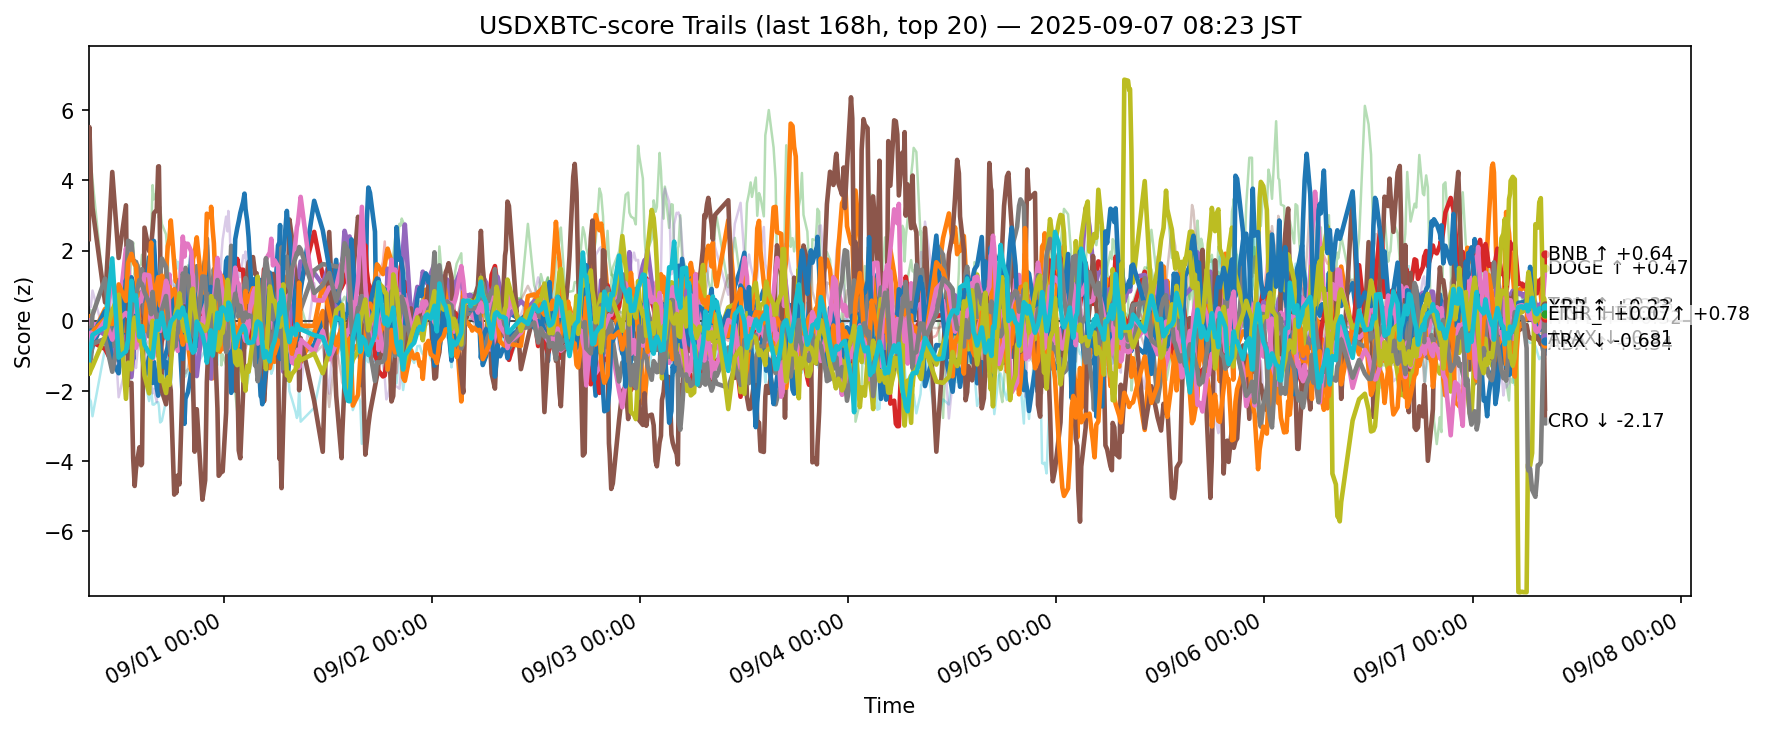 USDXBTC-score Trails (last 168h, top 20) — 2025-09-07 08:23 JST
Score (z)
6
4
2
0
−2
−4
−6
BNB ↑ +0.64
DOGE ↑ +0.47
ETH ↑ +0.07
↑ +0.78
TRX ↓ -0.68
CRO ↓ -2.17
09/01 00:00
09/02 00:00
09/03 00:00
09/04 00:00
09/05 00:00
09/06 00:00
09/07 00:00
09/08 00:00
Time